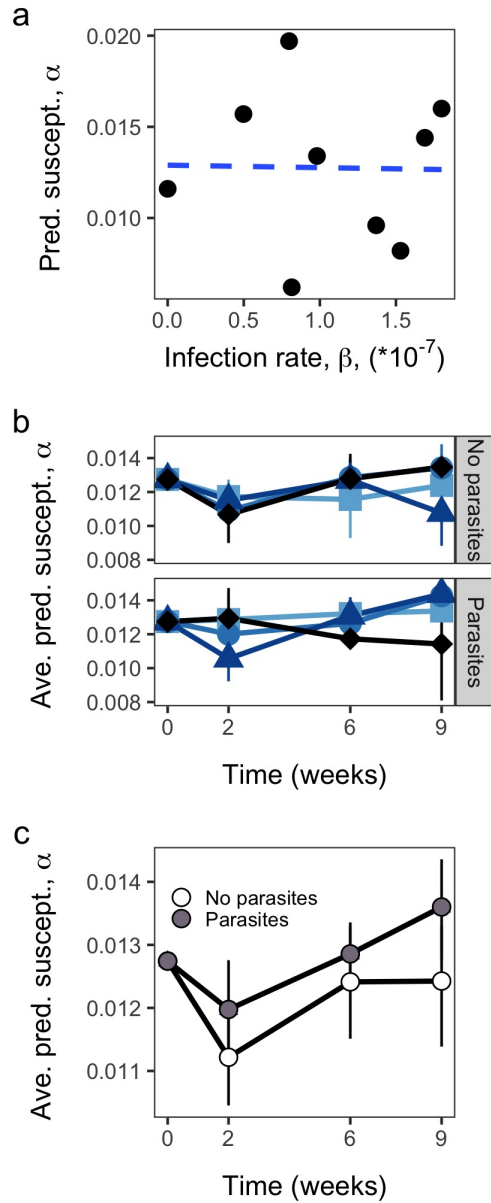 a
Pred. suscept., α
0.020
0.015
0.010
0.0
0.5
1.0
1.5
Infection rate, β, (*10⁻⁷)
b
Ave. pred. suscept., α
0.014
0.012
0.010
0.008
No parasites
0.014
0.012
0.010
0.008
Parasites
0
2
6
9
Time (weeks)
c
Ave. pred. suscept., α
0.014
0.013
0.012
0.011
No parasites
Parasites
0
2
6
9
Time (weeks)